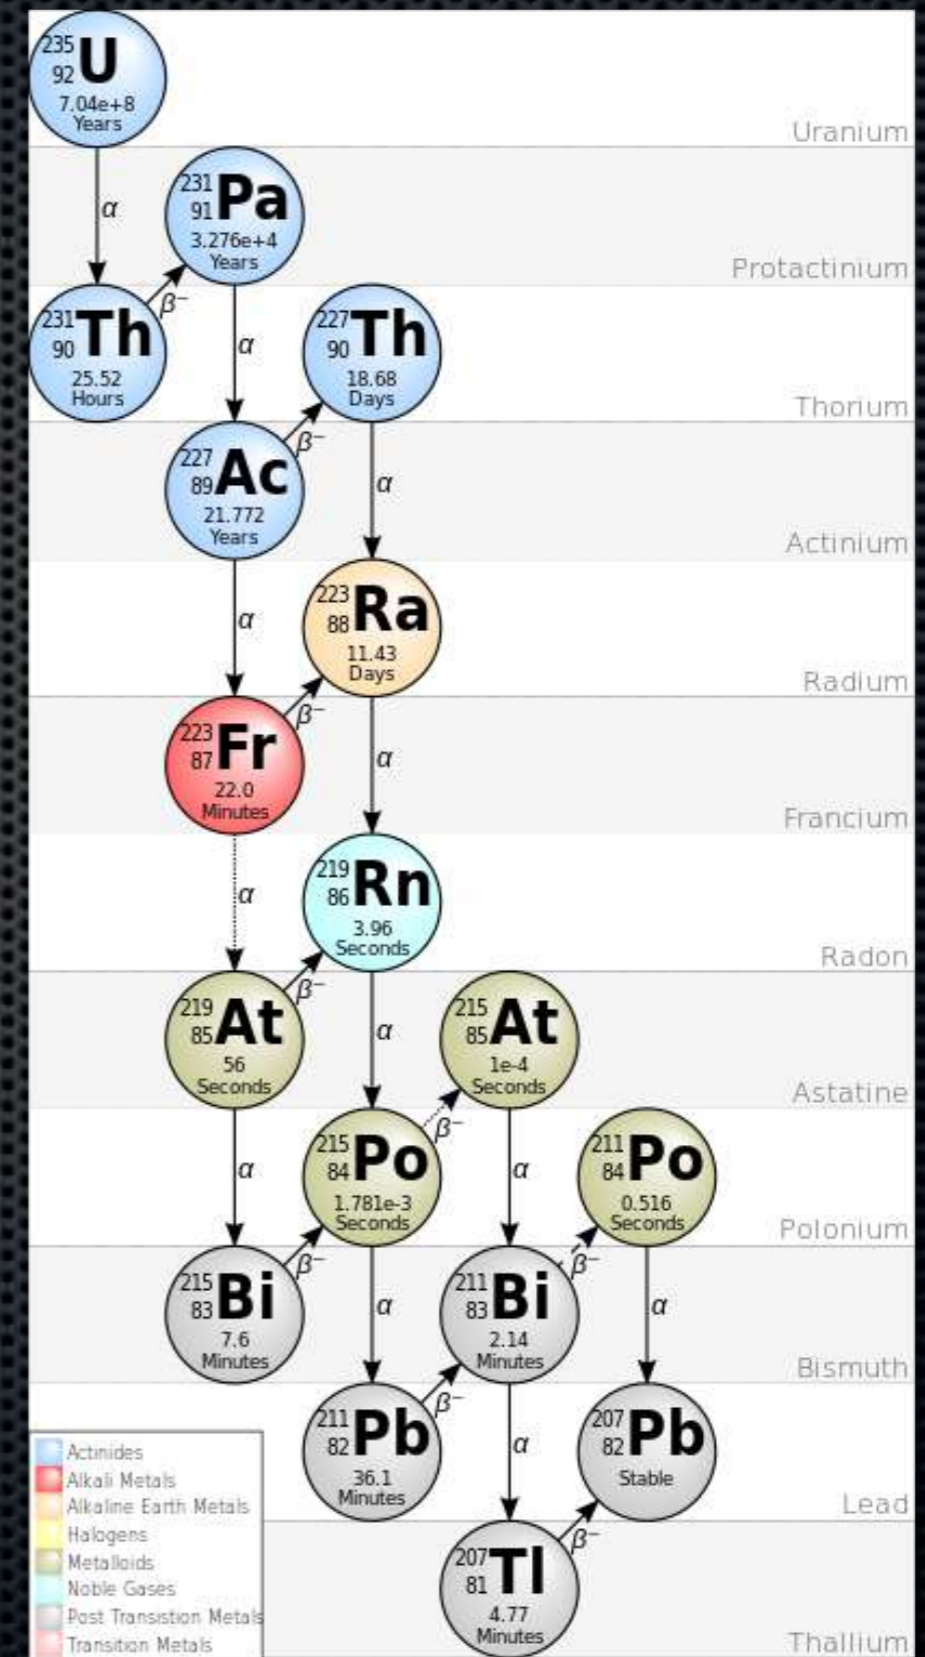 235
92 U
7.04e+8
Years
Uranium
α
231
91 Pa
3.276e+4
Years
Protactinium
β⁻
231
90 Th
25.52
Hours
α
227
90 Th
18.68
Days
Thorium
β⁻
227
89 Ac
21.772
Years
α
Actinium
α
223
88 Ra
11.43
Days
Radium
β⁻
223
87 Fr
22.0
Minutes
α
Francium
α
219
86 Rn
3.96
Seconds
Radon
β⁻
219
85 At
56
Seconds
α
215
85 At
1e-4
Seconds
Astatine
β⁻
α
215
84 Po
1.781e-3
Seconds
α
211
84 Po
0.516
Seconds
Polonium
β⁻
β⁻
215
83 Bi
7.6
Minutes
α
211
83 Bi
2.14
Minutes
α
Bismuth
β⁻
211
82 Pb
36.1
Minutes
α
207
82 Pb
Stable
Lead
β⁻
207
81 Tl
4.77
Minutes
Thallium
Actinides
Alkali Metals
Alkaline Earth Metals
Halogens
Metalloids
Noble Gases
Post Transistion Metals
Transition Metals